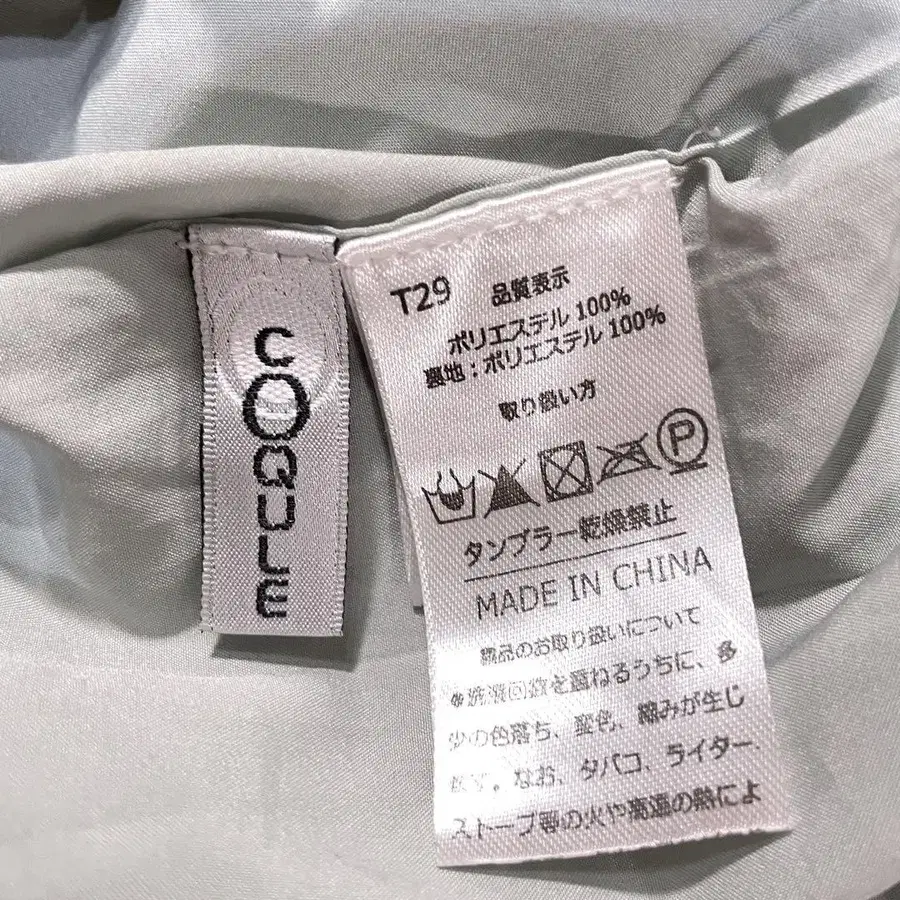 COQULE
T29 品質表示
ポリエステル 100%
裏地：ポリエステル 100%
取り扱い方
P
タンブラー乾燥禁止
MADE IN CHINA
製品のお取り扱いについて
洗濯回数を重ねるうちに、多
少の色落ち、変色、縮みが生じ
ます。なお、タバコ、ライター、
ストーブ等の火や高温の熱によ